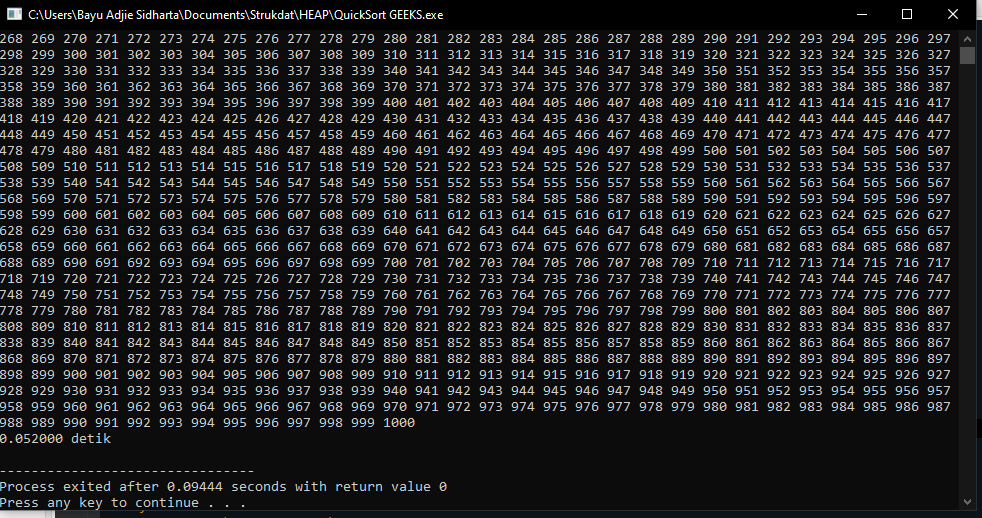 C:\Users\Bayu Adjie Sidharta\Documents\Strukdat\HEAP\QuickSort GEEKS.exe
268 269 270 271 272 273 274 275 276 277 278 279 280 281 282 283 284 285 286 287 288 289 290 291 292 293 294 295 296 297
298 299 300 301 302 303 304 305 306 307 308 309 310 311 312 313 314 315 316 317 318 319 320 321 322 323 324 325 326 327
328 329 330 331 332 333 334 335 336 337 338 339 340 341 342 343 344 345 346 347 348 349 350 351 352 353 354 355 356 357
358 359 360 361 362 363 364 365 366 367 368 369 370 371 372 373 374 375 376 377 378 379 380 381 382 383 384 385 386 387
388 389 390 391 392 393 394 395 396 397 398 399 400 401 402 403 404 405 406 407 408 409 410 411 412 413 414 415 416 417
418 419 420 421 422 423 424 425 426 427 428 429 430 431 432 433 434 435 436 437 438 439 440 441 442 443 444 445 446 447
448 449 450 451 452 453 454 455 456 457 458 459 460 461 462 463 464 465 466 467 468 469 470 471 472 473 474 475 476 477
478 479 480 481 482 483 484 485 486 487 488 489 490 491 492 493 494 495 496 497 498 499 500 501 502 503 504 505 506 507
508 509 510 511 512 513 514 515 516 517 518 519 520 521 522 523 524 525 526 527 528 529 530 531 532 533 534 535 536 537
538 539 540 541 542 543 544 545 546 547 548 549 550 551 552 553 554 555 556 557 558 559 560 561 562 563 564 565 566 567
568 569 570 571 572 573 574 575 576 577 578 579 580 581 582 583 584 585 586 587 588 589 590 591 592 593 594 595 596 597
598 599 600 601 602 603 604 605 606 607 608 609 610 611 612 613 614 615 616 617 618 619 620 621 622 623 624 625 626 627
628 629 630 631 632 633 634 635 636 637 638 639 640 641 642 643 644 645 646 647 648 649 650 651 652 653 654 655 656 657
658 659 660 661 662 663 664 665 666 667 668 669 670 671 672 673 674 675 676 677 678 679 680 681 682 683 684 685 686 687
688 689 690 691 692 693 694 695 696 697 698 699 700 701 702 703 704 705 706 707 708 709 710 711 712 713 714 715 716 717
718 719 720 721 722 723 724 725 726 727 728 729 730 731 732 733 734 735 736 737 738 739 740 741 742 743 744 745 746 747
748 749 750 751 752 753 754 755 756 757 758 759 760 761 762 763 764 765 766 767 768 769 770 771 772 773 774 775 776 777
778 779 780 781 782 783 784 785 786 787 788 789 790 791 792 793 794 795 796 797 798 799 800 801 802 803 804 805 806 807
808 809 810 811 812 813 814 815 816 817 818 819 820 821 822 823 824 825 826 827 828 829 830 831 832 833 834 835 836 837
838 839 840 841 842 843 844 845 846 847 848 849 850 851 852 853 854 855 856 857 858 859 860 861 862 863 864 865 866 867
868 869 870 871 872 873 874 875 876 877 878 879 880 881 882 883 884 885 886 887 888 889 890 891 892 893 894 895 896 897
898 899 900 901 902 903 904 905 906 907 908 909 910 911 912 913 914 915 916 917 918 919 920 921 922 923 924 925 926 927
928 929 930 931 932 933 934 935 936 937 938 939 940 941 942 943 944 945 946 947 948 949 950 951 952 953 954 955 956 957
958 959 960 961 962 963 964 965 966 967 968 969 970 971 972 973 974 975 976 977 978 979 980 981 982 983 984 985 986 987
988 989 990 991 992 993 994 995 996 997 998 999 1000
0.052000 detik
--------------------------------
Process exited after 0.09444 seconds with return value 0
Press any key to continue . . .